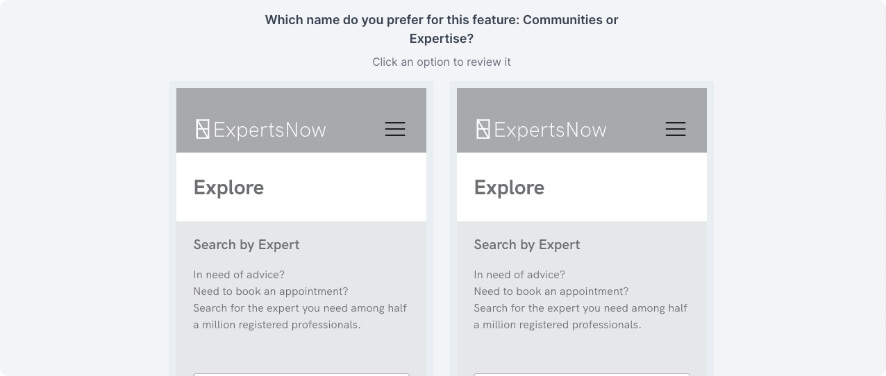 Which name do you prefer for this feature: Communities or
Expertise?
Click an option to review it
ExpertsNow
Explore
Search by Expert
In need of advice?
Need to book an appointment?
Search for the expert you need among half
a million registered professionals.
ExpertsNow
Explore
Search by Expert
In need of advice?
Need to book an appointment?
Search for the expert you need among half
a million registered professionals.